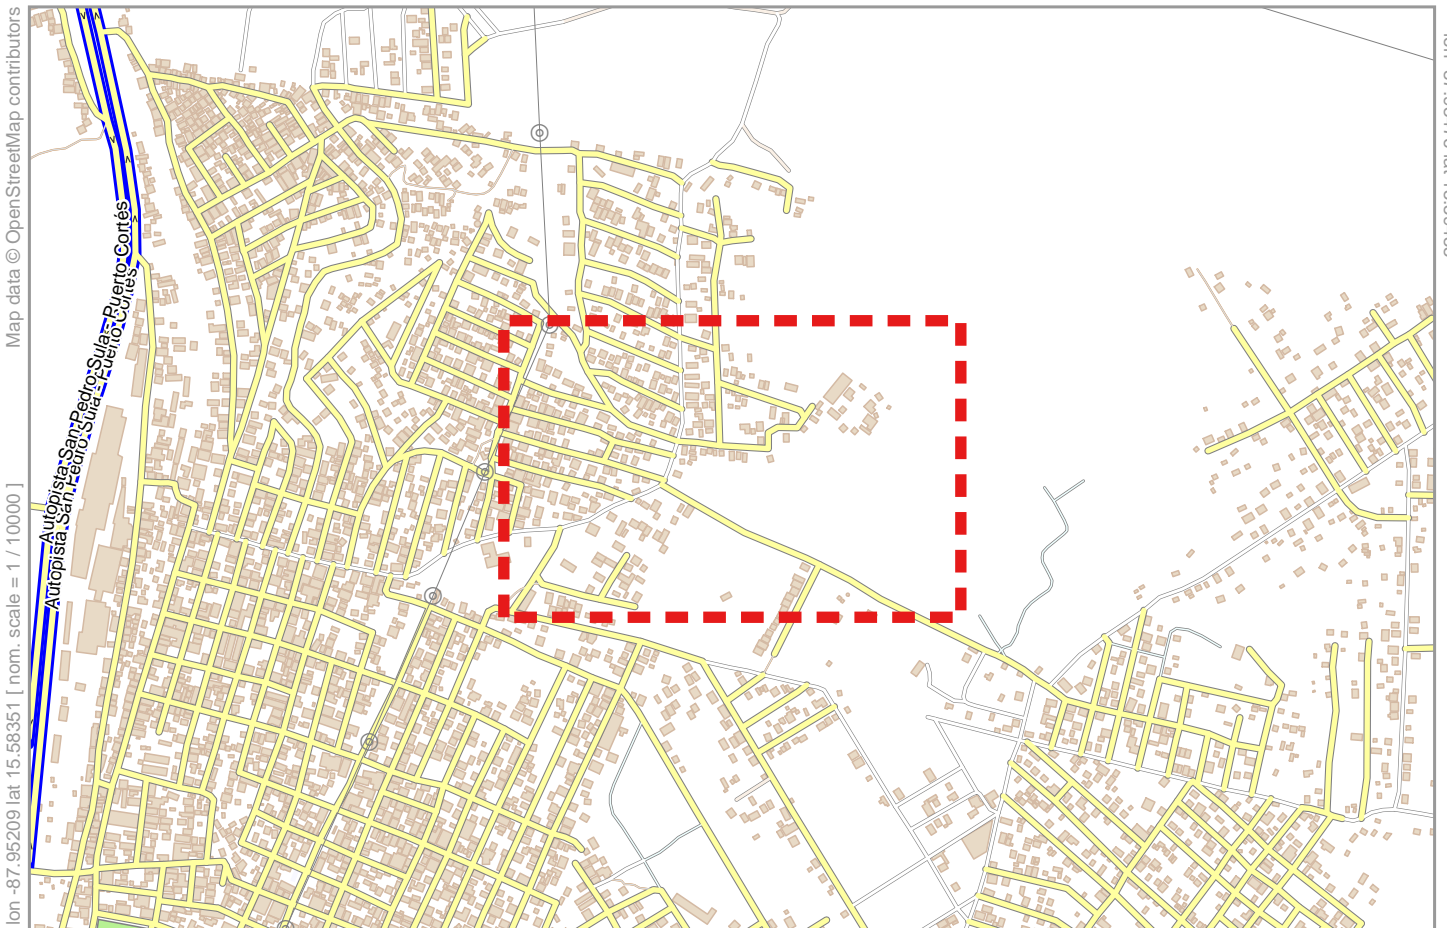 Map data © OpenStreetMap contributors
lon -87.95209 lat 15.58351 [ nom. scale = 1 / 10000 ]
Autopista San Pedro Sula - Puerto Cortés
Autopista San Pedro Sula - Puerto Cortés